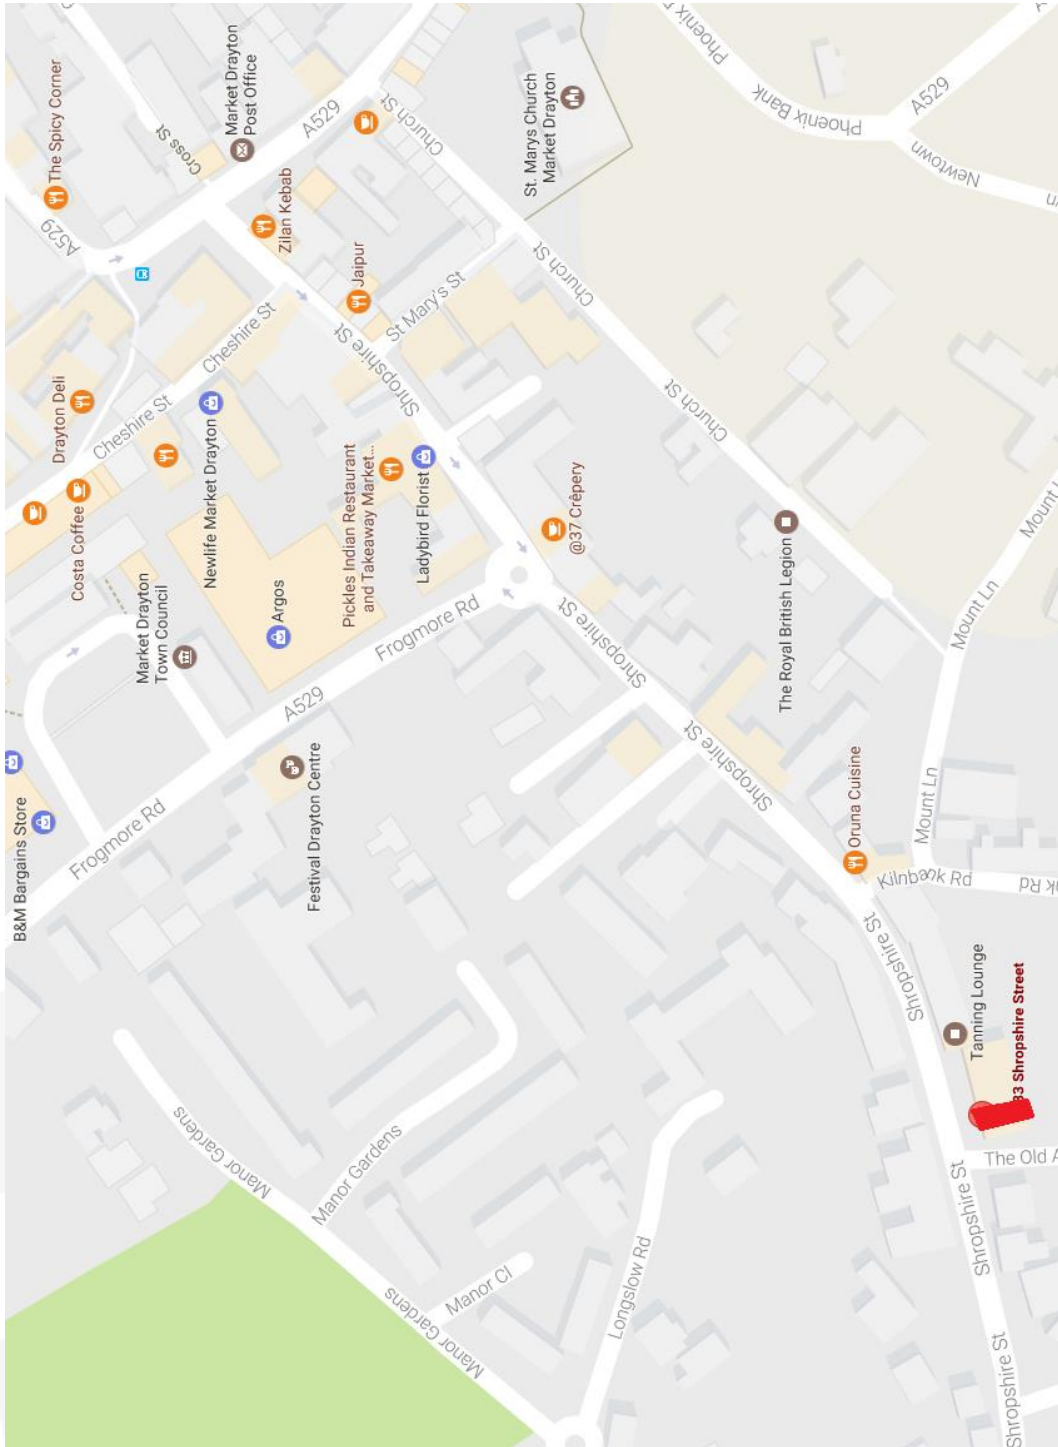 The Spicy Corner
A529
Cross St
Market Drayton
Post Office
A529
Church St
Zilan Kebab
Jaipur
St Mary's St
Shropshire St
Cheshire St
Drayton Deli
Cheshire St
Costa Coffee
Newlife Market Drayton
Market Drayton
Town Council
Argos
Pickles Indian Restaurant
and Takeaway Market...
Ladybird Florist
@37 Crêpery
St. Marys Church
Market Drayton
Phoenix Bank
Phoenix Bank
A529
Newtown
Church St
Church St
The Royal British Legion
Mount Ln
Mount Ln
Frogmore Rd
A529
Frogmore Rd
B&M Bargains Store
Festival Drayton Centre
Shropshire St
Shropshire St
Shropshire St
Oruna Cuisine
Kilnbank Rd
Shropshire St
Tanning Lounge
33 Shropshire Street
The Old A
Shropshire St
Shropshire St
Manor Gardens
Manor Gardens
Manor Gardens
Manor Cl
Longslow Rd